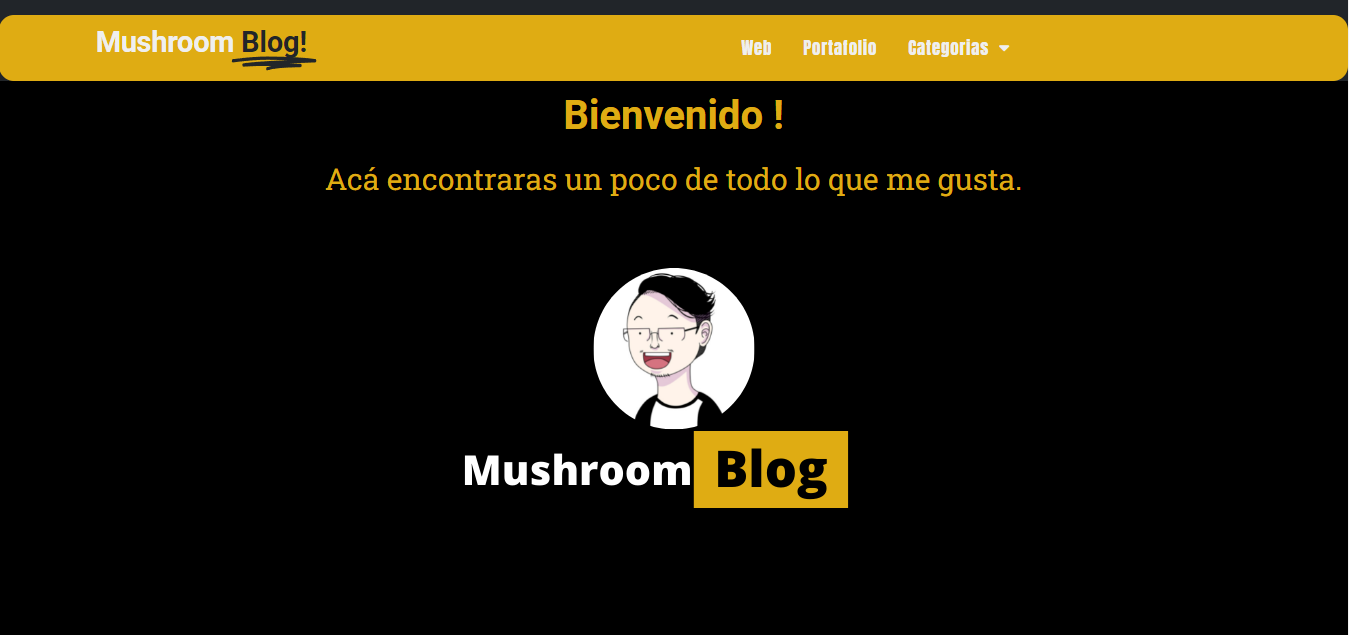 Mushroom Blog!
Web Portafolio Categorias
Bienvenido !
Acá encontraras un poco de todo lo que me gusta.
Mushroom Blog